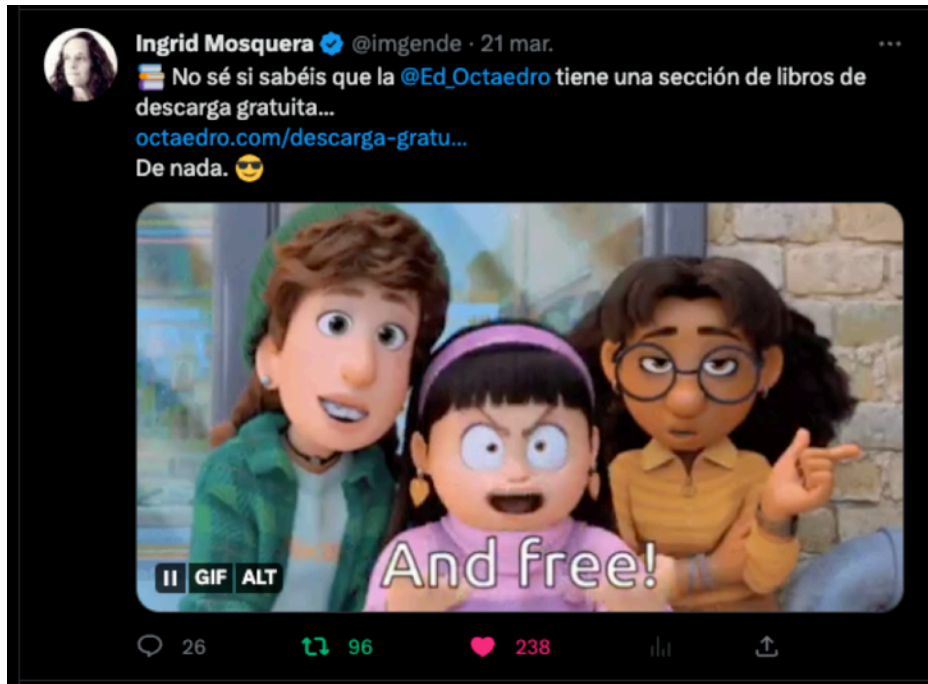 Ingrid Mosquera @imgende · 21 mar.
📚 No sé si sabéis que la @Ed_Octaedro tiene una sección de libros de
descarga gratuita...
octaedro.com/descarga-gratu...
De nada. 😎
And free!
GIF ALT
26 96 238